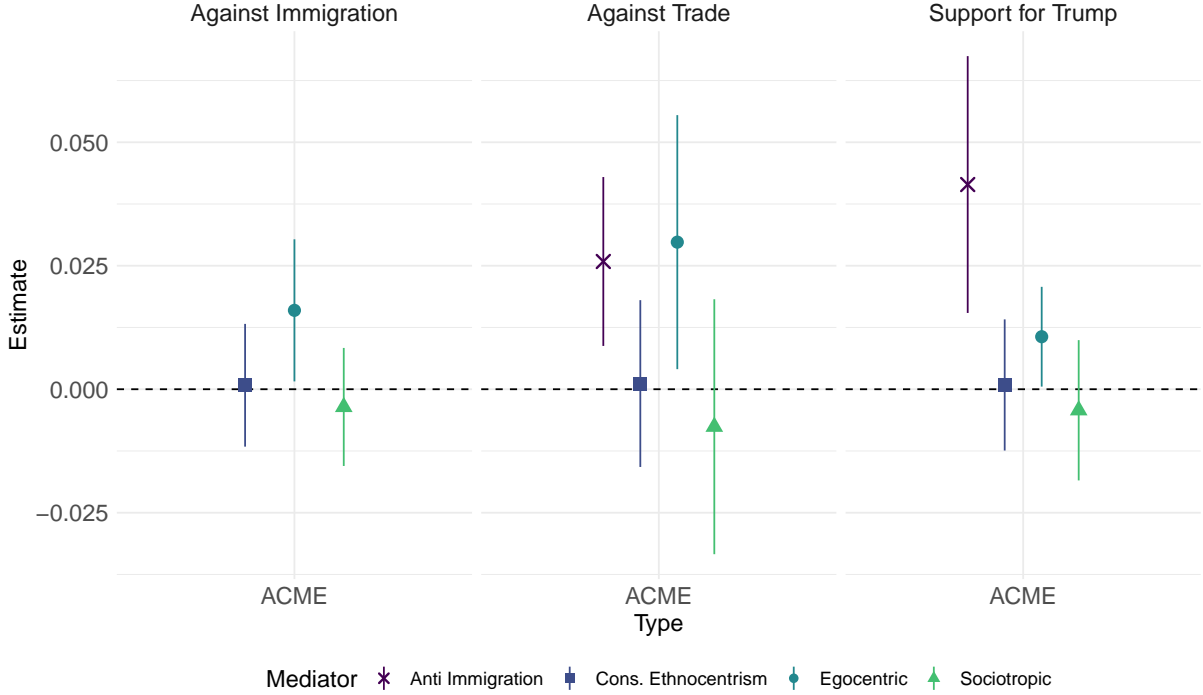 Against Immigration Against Trade Support for Trump
0.050
0.025
0.000
−0.025
Estimate
ACME ACME ACME
Type
Mediator Anti Immigration Cons. Ethnocentrism Egocentric Sociotropic